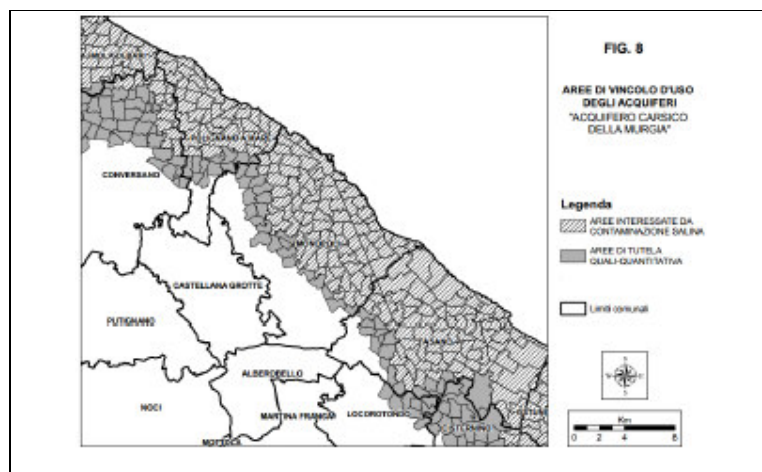 FIG. 8
AREE DI VINCOLO D'USO
DEGLI ACQUIFERI
"ACQUIFERO CARSICO
DELLA MURGIA"
Legenda
AREE INTERESSATE DA
CONTAMINAZIONE SALINA
AREE DI TUTELA
QUALI-QUANTITATIVA
Limiti comunali
Km
0 2 4 8
CONVERSANO
CASTELLANA GROTTE
PUTIGNANO
ALBEROBELLO
NOCI
MARTINA FRANCA
LOCOROTONDO
MOTTOLA